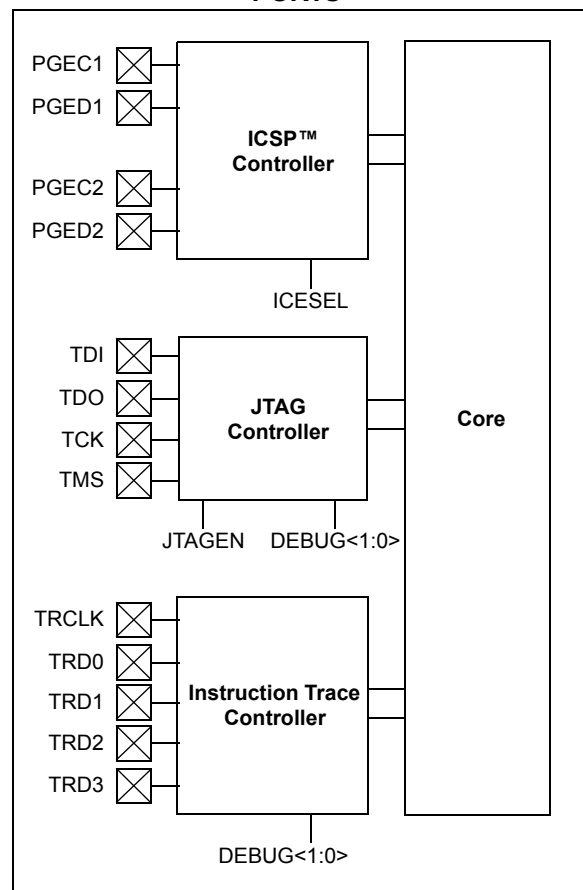 PGEC1
PGED1
PGEC2
PGED2
ICSP™
Controller
ICESEL
TDI
TDO
TCK
TMS
JTAG
Controller
JTAGEN DEBUG<1:0>
Core
TRCLK
TRD0
TRD1
TRD2
TRD3
Instruction Trace
Controller
DEBUG<1:0>